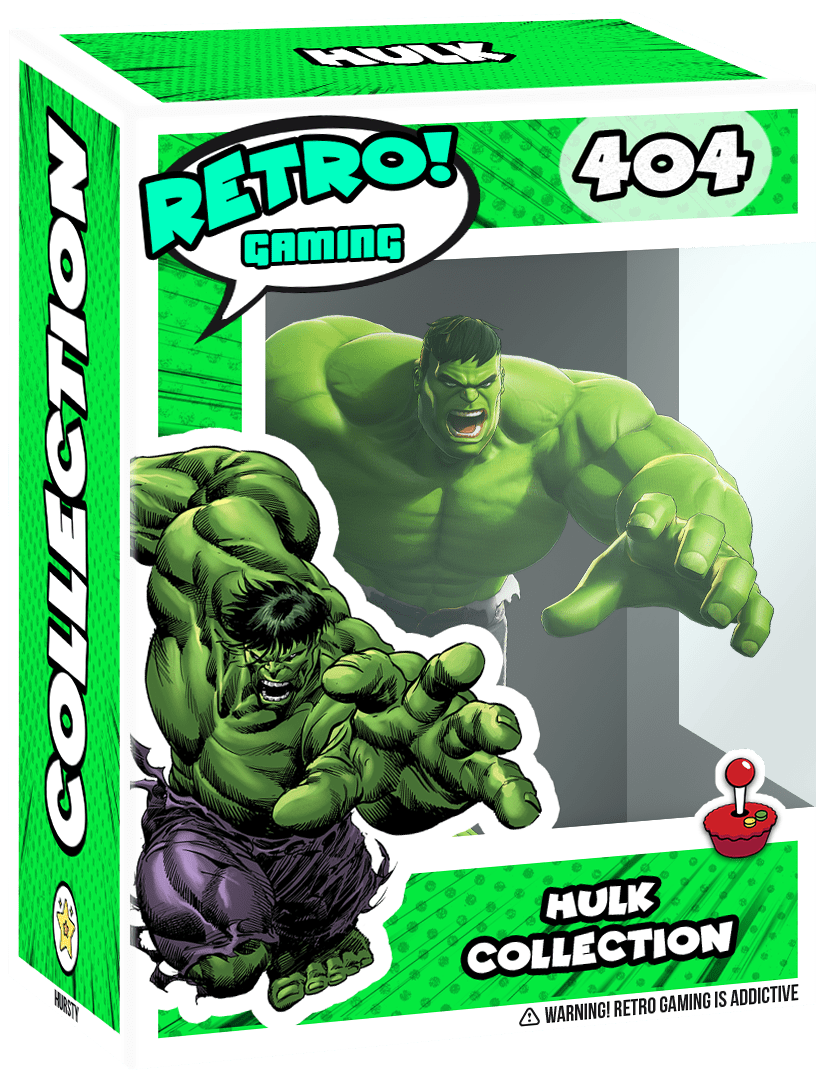 HULK
RETRO!
GAMING
404
COLLECTION
HURSTY
HULK
COLLECTION
WARNING! RETRO GAMING IS ADDICTIVE